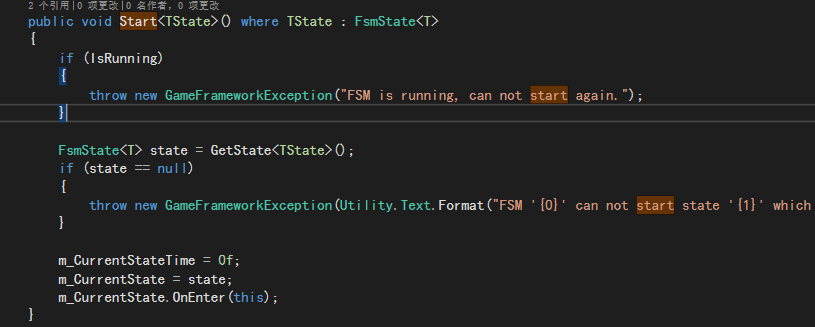 2 个引用|0 项更改|0 名作者，0 项更改
public void Start<TState>() where TState : FsmState<T>
{
if (IsRunning)
{
throw new GameFrameworkException("FSM is running, can not start again.");
}
FsmState<T> state = GetState<TState>();
if (state == null)
{
throw new GameFrameworkException(Utility.Text.Format("FSM '{0}' can not start state '{1}' which
}
m_CurrentStateTime = 0f;
m_CurrentState = state;
m_CurrentState.OnEnter(this);
}